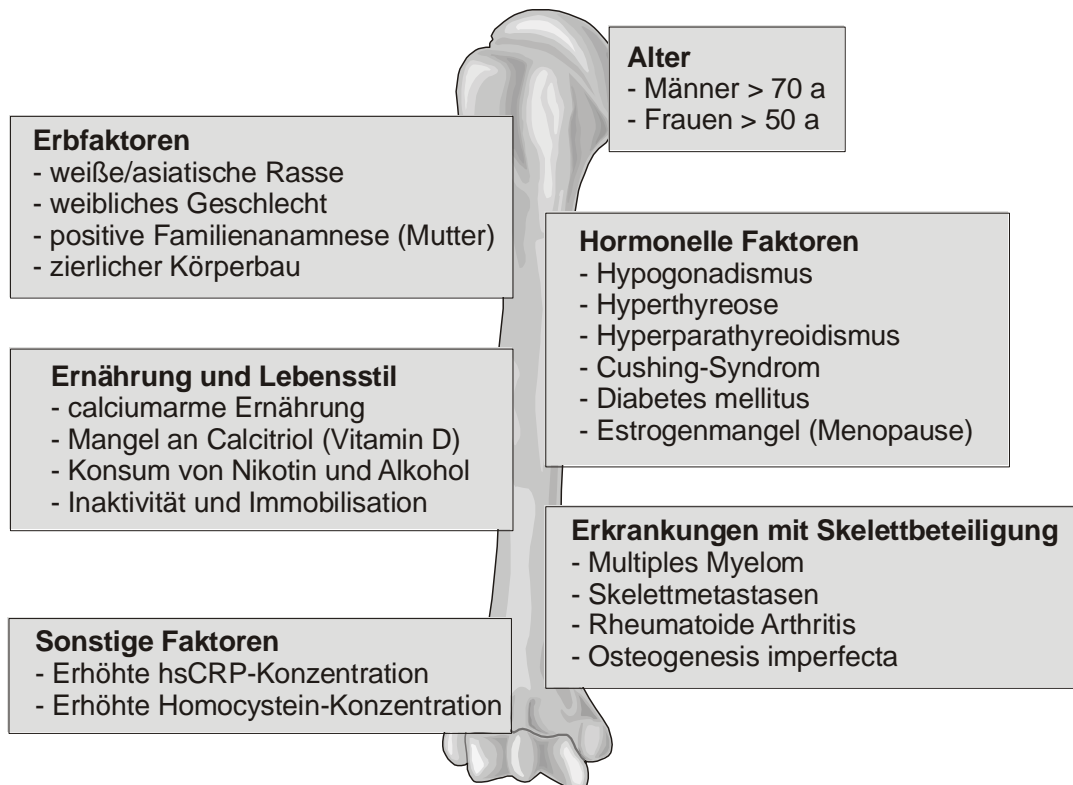 Alter
- Männer > 70 a
- Frauen > 50 a
Erbfaktoren
- weiße/asiatische Rasse
- weibliches Geschlecht
- positive Familienanamnese (Mutter)
- zierlicher Körperbau
Hormonelle Faktoren
- Hypogonadismus
- Hyperthyreose
- Hyperparathyreoidismus
- Cushing-Syndrom
- Diabetes mellitus
- Estrogenmangel (Menopause)
Ernährung und Lebensstil
- calciumarme Ernährung
- Mangel an Calcitriol (Vitamin D)
- Konsum von Nikotin und Alkohol
- Inaktivität und Immobilisation
Erkrankungen mit Skelettbeteiligung
- Multiples Myelom
- Skelettmetastasen
- Rheumatoide Arthritis
- Osteogenesis imperfecta
Sonstige Faktoren
- Erhöhte hsCRP-Konzentration
- Erhöhte Homocystein-Konzentration